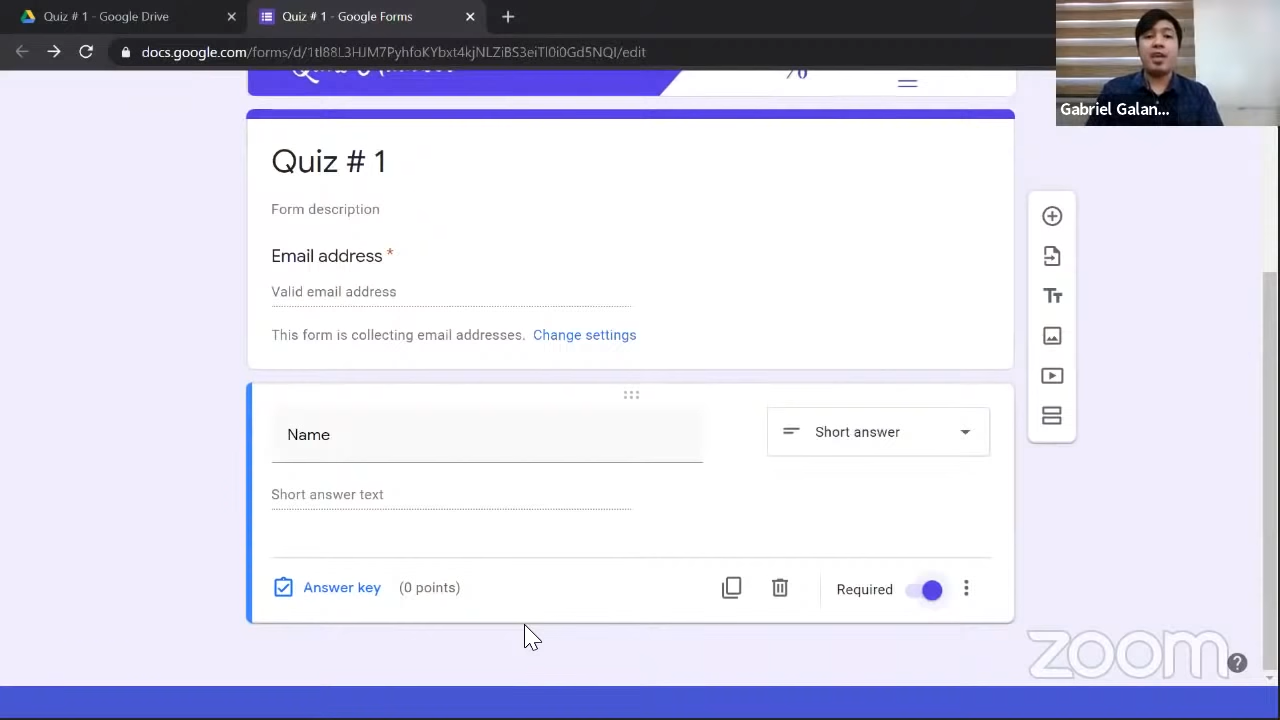 Quiz # 1 - Google Drive
Quiz # 1 - Google Forms
docs.google.com/forms/d/1tI88L3HJM7PyhfoKYbxt4kjNLZiBS3eiTI0i0Gd5NQI/edit
Gabriel Galan...
%
Quiz # 1
Form description
Email address *
Valid email address
This form is collecting email addresses. Change settings
Name
Short answer
Short answer text
Answer key (0 points)
Required
zoom